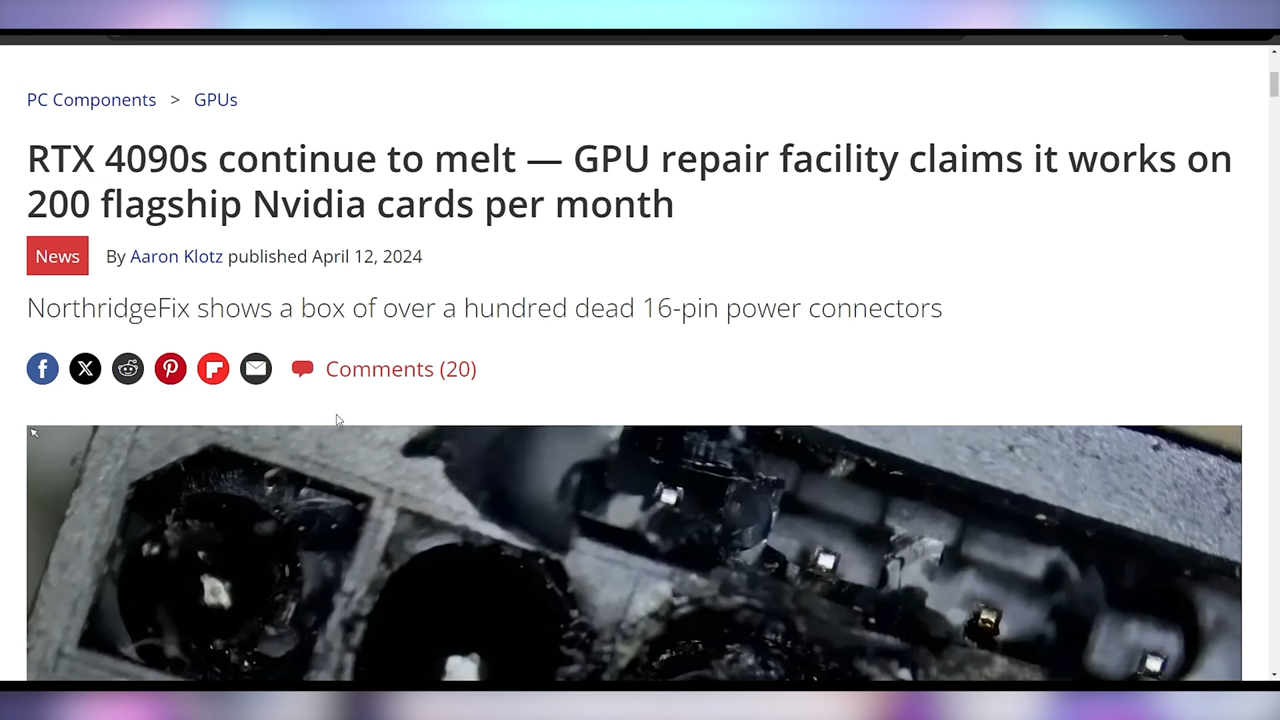 PC Components > GPUs
RTX 4090s continue to melt — GPU repair facility claims it works on
200 flagship Nvidia cards per month
News By Aaron Klotz published April 12, 2024
NorthridgeFix shows a box of over a hundred dead 16-pin power connectors
Comments (20)